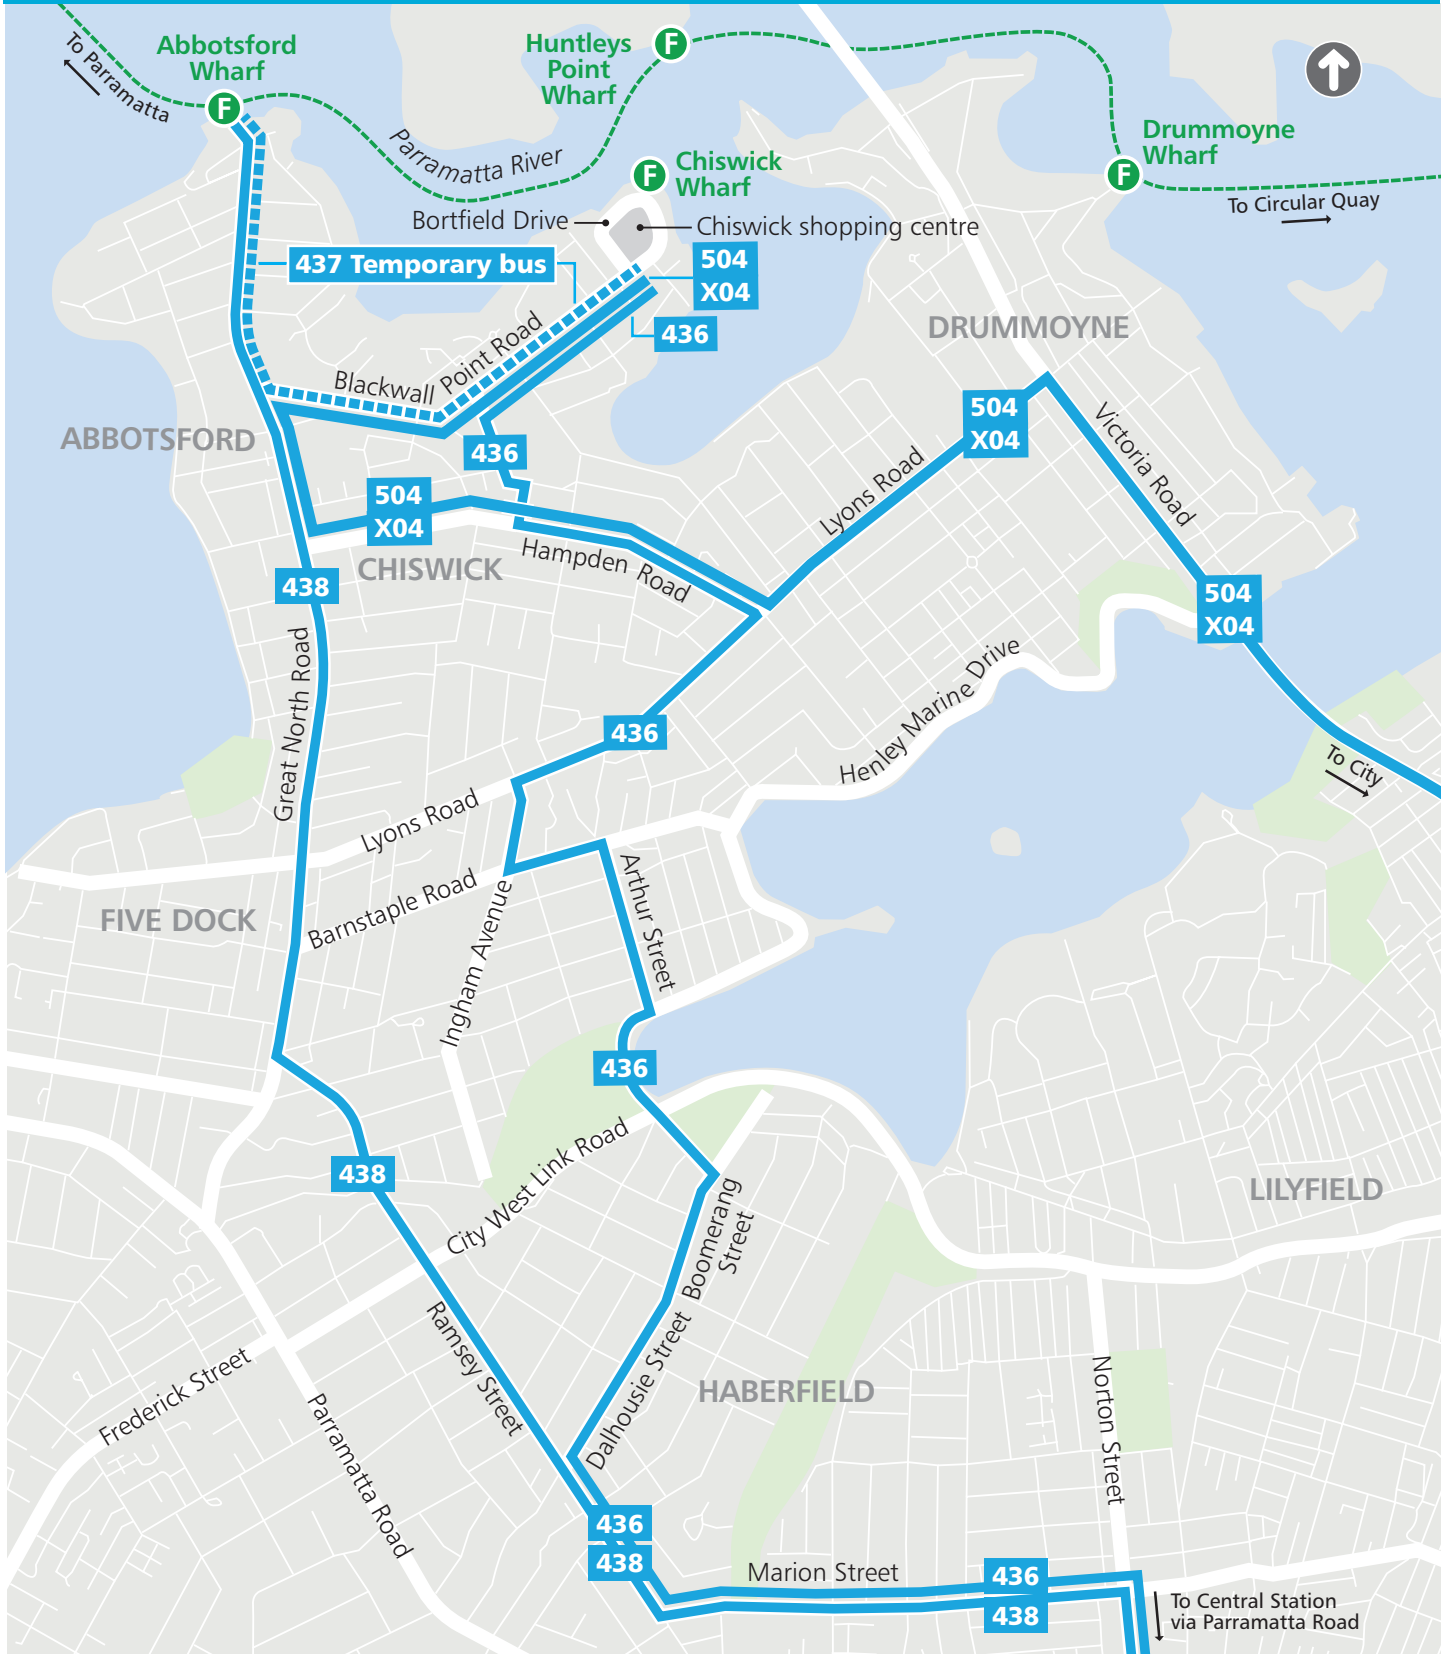 To Parramatta
Abbotsford
Wharf
F
Huntleys
Point
Wharf
F
Parramatta River
Drummoyne
Wharf
F
To Circular Quay
F
Chiswick
Wharf
Bortfield Drive
Chiswick shopping centre
437 Temporary bus
504
X04
436
DRUMMOYNE
Blackwall Point Road
ABBOTSFORD
436
504
X04
Lyons Road
Victoria Road
504
X04
CHISWICK
Hampden Road
438
504
X04
Great North Road
Henley Marine Drive
436
To City
Lyons Road
Barnstaple Road
FIVE DOCK
Ingham Avenue
Arthur Street
436
438
City West Link Road
LILYFIELD
Boomerang
Street
Ramsey Street
Dalhousie Street
HABERFIELD
Frederick Street
Parramatta Road
Norton Street
436
438
Marion Street
436
438
To Central Station
via Parramatta Road